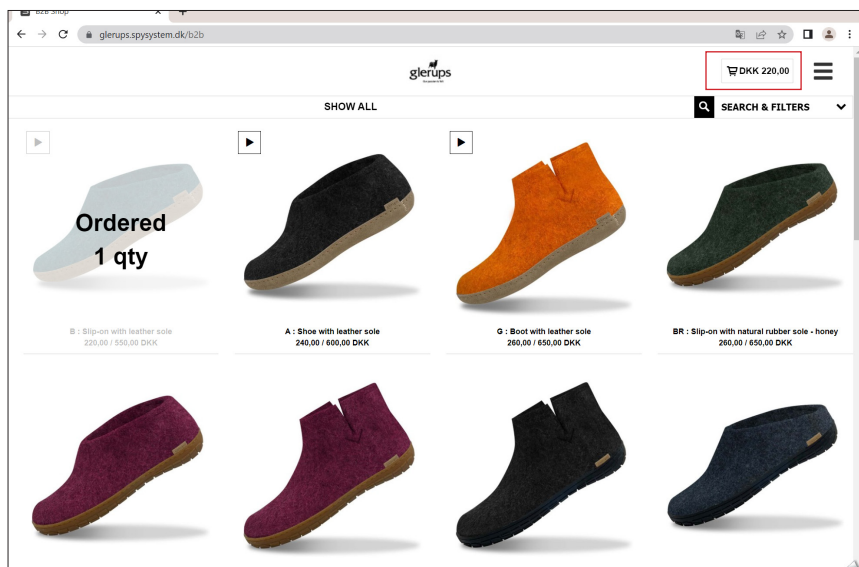 B2B Shop
glerups.spysystem.dk/b2b
glerups
DKK 220,00
SHOW ALL
SEARCH & FILTERS
Ordered
1 qty
B : Slip-on with leather sole
220,00 / 550,00 DKK
A : Shoe with leather sole
240,00 / 600,00 DKK
G : Boot with leather sole
260,00 / 650,00 DKK
BR : Slip-on with natural rubber sole - honey
260,00 / 650,00 DKK